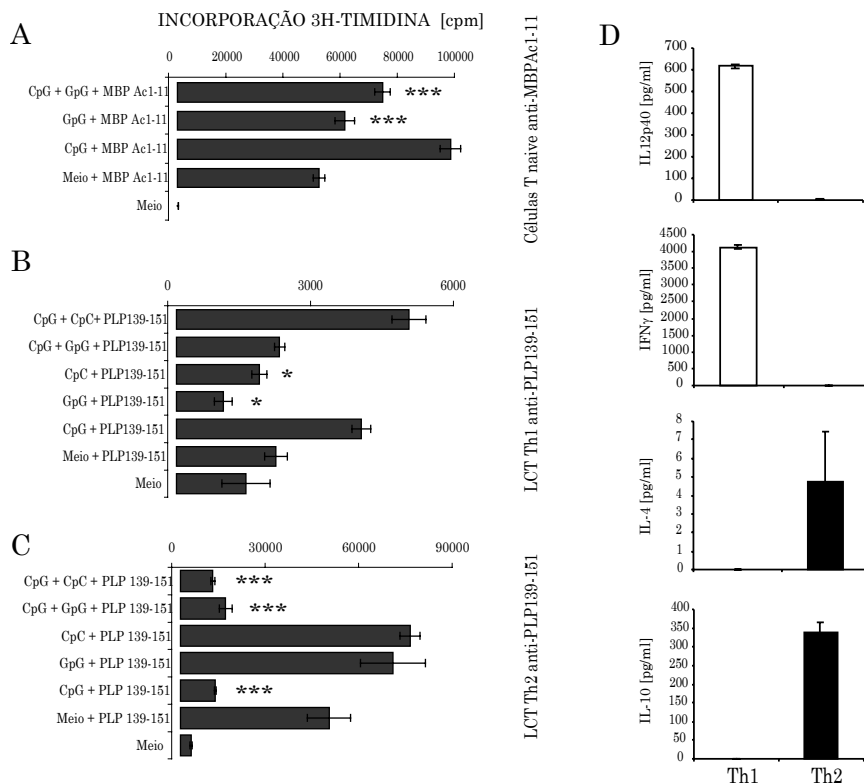 INCORPORAÇÃO 3H-TIMIDINA [cpm]
A
0 20000 40000 60000 80000 100000
CpG + GpG + MBP Ac1-11
***
GpG + MBP Ac1-11
***
CpG + MBP Ac1-11
Meio + MBP Ac1-11
Meio
Células T naive anti-MBPAc1-11
B
0 3000 6000
CpG + CpC+ PLP139-151
CpG + GpG + PLP139-151
CpC + PLP139-151
*
GpG + PLP139-151
*
CpG + PLP139-151
Meio + PLP139-151
Meio
LCT Th1 anti-PLP139-151
C
0 30000 60000 90000
CpG + CpC + PLP 139-151
***
CpG + GpG + PLP 139-151
***
CpC + PLP 139-151
GpG + PLP 139-151
CpG + PLP 139-151
***
Meio + PLP 139-151
Meio
LCT Th2 anti-PLP139-151
D
IL12p40 [pg/ml]
700
600
500
400
300
200
100
0
IFNγ [pg/ml]
4500
4000
3500
3000
2500
2000
1500
1000
500
0
IL-4 [pg/ml]
8
7
6
5
4
3
2
1
0
IL-10 [pg/ml]
400
350
300
250
200
150
100
50
0
Th1 Th2